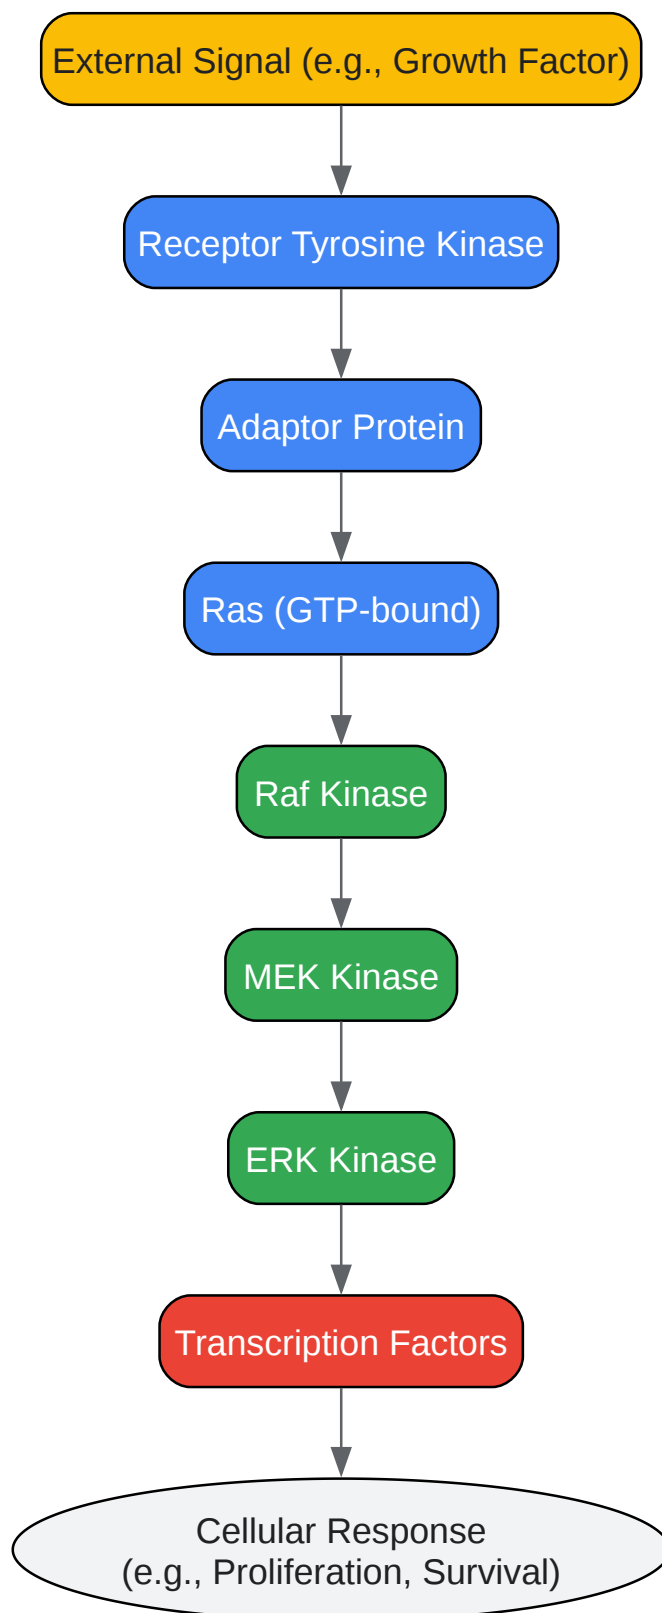 External Signal (e.g., Growth Factor)
Receptor Tyrosine Kinase
Adaptor Protein
Ras (GTP-bound)
Raf Kinase
MEK Kinase
ERK Kinase
Transcription Factors
Cellular Response
(e.g., Proliferation, Survival)